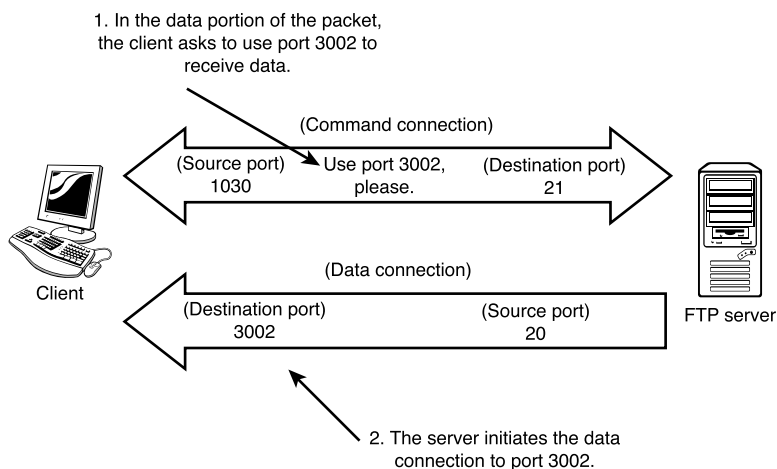 1. In the data portion of the packet,
the client asks to use port 3002 to
receive data.
(Command connection)
(Source port)
1030
Use port 3002,
please.
(Destination port)
21
Client
FTP server
(Data connection)
(Destination port)
3002
(Source port)
20
2. The server initiates the data
connection to port 3002.